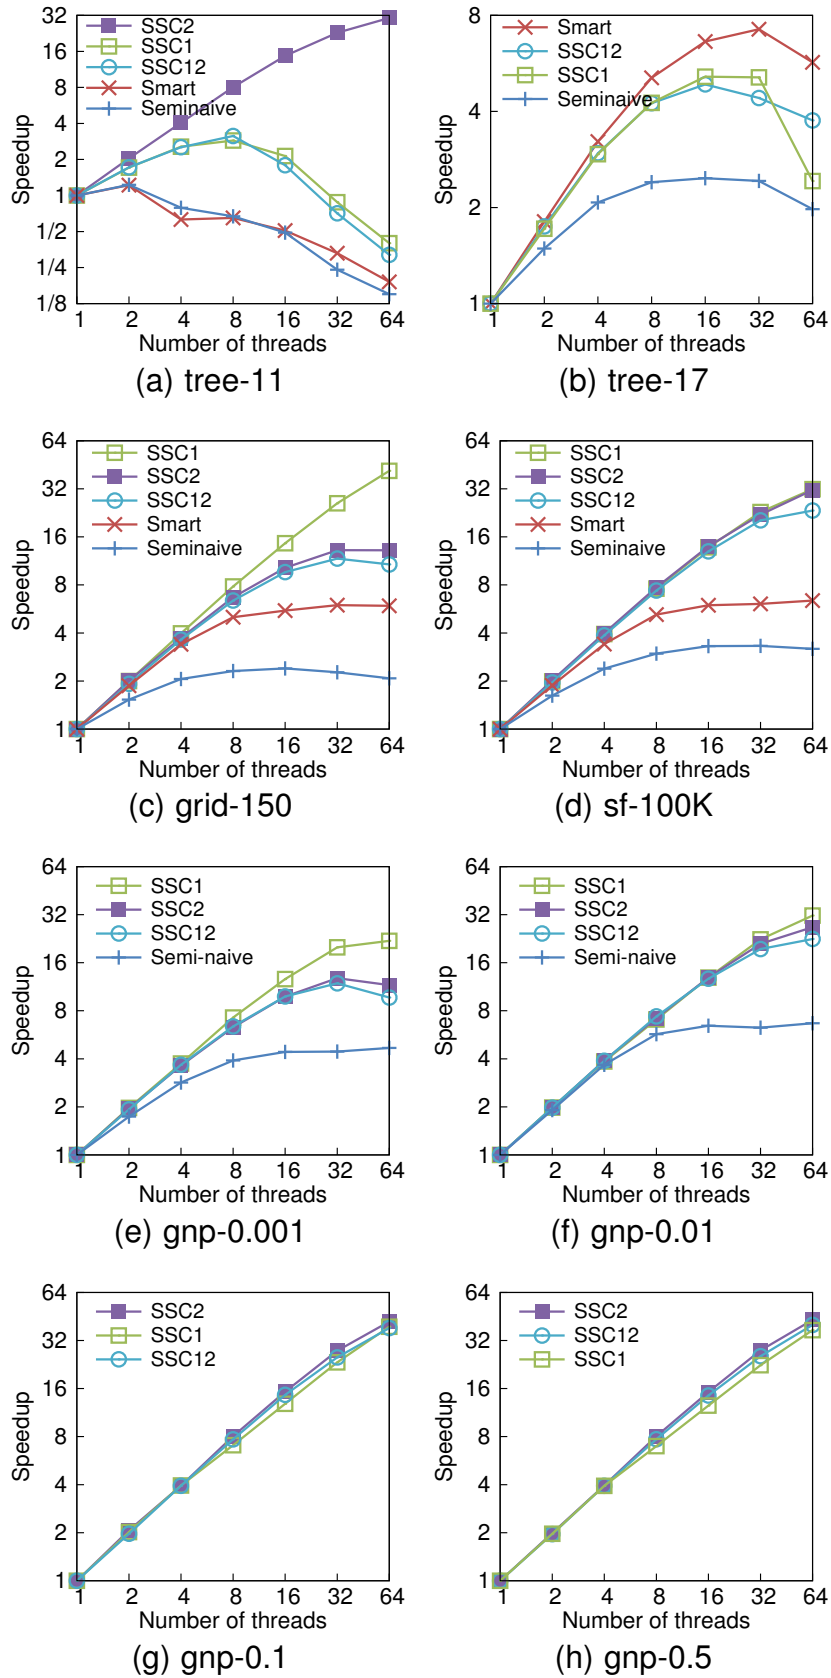 32
16
8
4
2
1
1/2
1/4
1/8
Speedup
SSC2
SSC1
SSC12
Smart
Seminaive
1 2 4 8 16 32 64
Number of threads
(a) tree-11
8
4
2
1
Speedup
Smart
SSC12
SSC1
Seminaive
1 2 4 8 16 32 64
Number of threads
(b) tree-17
64
32
16
8
4
2
1
Speedup
SSC1
SSC2
SSC12
Smart
Seminaive
1 2 4 8 16 32 64
Number of threads
(c) grid-150
64
32
16
8
4
2
1
Speedup
SSC1
SSC2
SSC12
Smart
Seminaive
1 2 4 8 16 32 64
Number of threads
(d) sf-100K
64
32
16
8
4
2
1
Speedup
SSC1
SSC2
SSC12
Semi-naive
1 2 4 8 16 32 64
Number of threads
(e) gnp-0.001
64
32
16
8
4
2
1
Speedup
SSC1
SSC2
SSC12
Semi-naive
1 2 4 8 16 32 64
Number of threads
(f) gnp-0.01
64
32
16
8
4
2
1
Speedup
SSC2
SSC1
SSC12
1 2 4 8 16 32 64
Number of threads
(g) gnp-0.1
64
32
16
8
4
2
1
Speedup
SSC2
SSC12
SSC1
1 2 4 8 16 32 64
Number of threads
(h) gnp-0.5